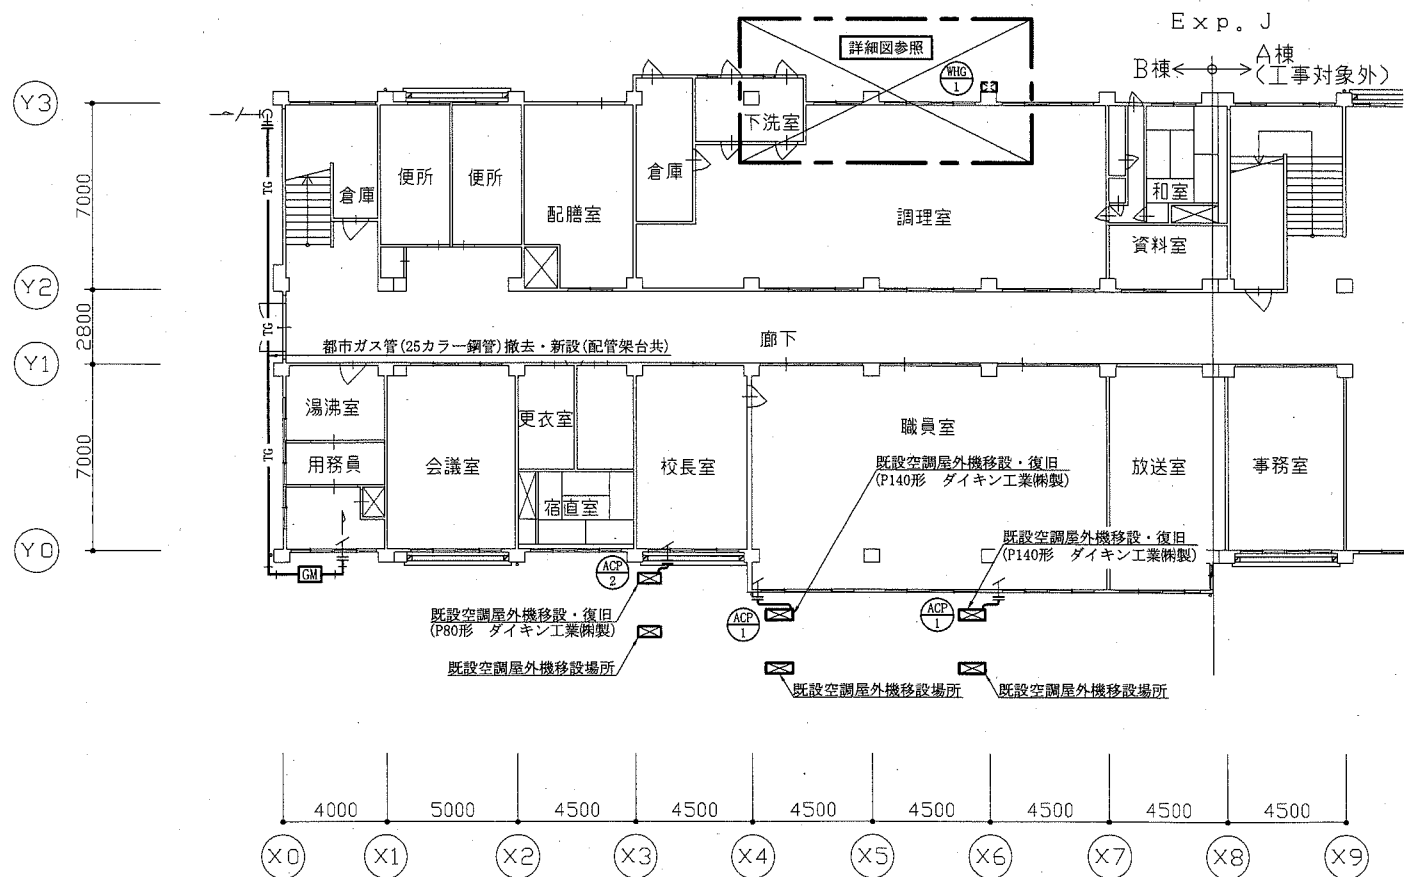 Exp. J
詳細図参照
A棟
B棟
(工事対象外)
WHG
1
Y3
下洗室
TG
倉庫
便所
便所
倉庫
和室
配膳室
調理室
7000
資料室
Y2
2800
TG
廊下
都市ガス管(25カラー鋼管)撤去・新設(配管架台共)
Y1
湯沸室
更衣室
職員室
TG
7000
用務員
会議室
校長室
既設空調屋外機移設・復旧
(P140形 ダイキン工業㈱製)
放送室
事務室
宿直室
既設空調屋外機移設・復旧
(P140形 ダイキン工業㈱製)
Y0
GM
ACP
2
既設空調屋外機移設・復旧
(P80形 ダイキン工業㈱製)
ACP
1
ACP
1
既設空調屋外機移設場所
既設空調屋外機移設場所
既設空調屋外機移設場所
4000
5000
4500
4500
4500
4500
4500
4500
4500
X0
X1
X2
X3
X4
X5
X6
X7
X8
X9